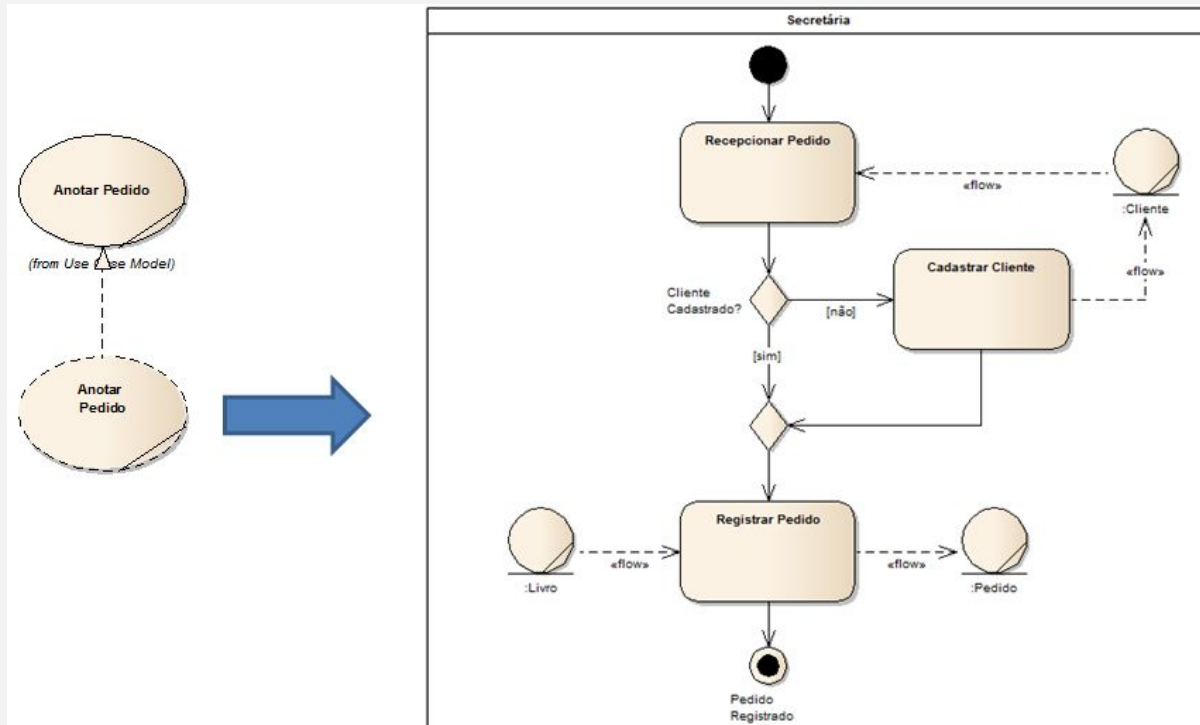 Secretária
Recepcionar Pedido
«flow»
:Cliente
Anotar Pedido
(from Use Case Model)
Cadastrar Cliente
«flow»
Cliente
Cadastrado?
[não]
[sim]
Anotar
Pedido
Registrar Pedido
«flow»
:Livro
«flow»
:Pedido
Pedido
Registrado